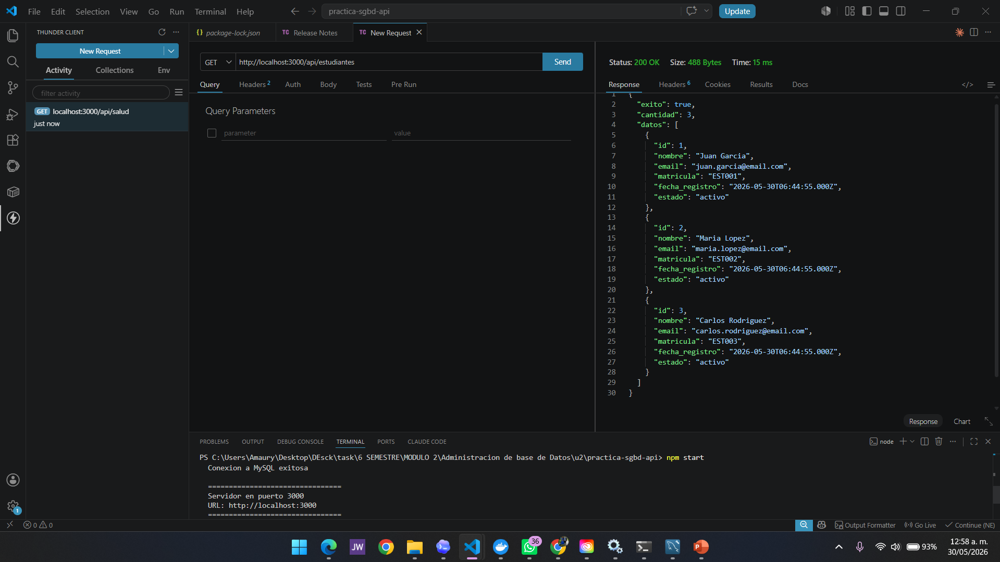 File Edit Selection View Go Run Terminal Help
practica-sgbd-api
Update
THUNDER CLIENT
New Request
Activity Collections Env
filter activity
GET localhost:3000/api/salud
just now
{} package-lock.json
TC Release Notes
TC New Request
GET
http://localhost:3000/api/estudiantes
Send
Query Headers 2 Auth Body Tests Pre Run
Query Parameters
parameter value
Status: 200 OK Size: 488 Bytes Time: 15 ms
Response Headers 6 Cookies Results Docs
</>
1 {
2 "exito": true,
3 "cantidad": 3,
4 "datos": [
5 {
6 "id": 1,
7 "nombre": "Juan Garcia",
8 "email": "juan.garcia@email.com",
9 "matricula": "EST001",
10 "fecha_registro": "2026-05-30T06:44:55.000Z",
11 "estado": "activo"
12 },
13 {
14 "id": 2,
15 "nombre": "Maria Lopez",
16 "email": "maria.lopez@email.com",
17 "matricula": "EST002",
18 "fecha_registro": "2026-05-30T06:44:55.000Z",
19 "estado": "activo"
20 },
21 {
22 "id": 3,
23 "nombre": "Carlos Rodriguez",
24 "email": "carlos.rodriguez@email.com",
25 "matricula": "EST003",
26 "fecha_registro": "2026-05-30T06:44:55.000Z",
27 "estado": "activo"
28 }
29 ]
30 }
Response Chart
PROBLEMS OUTPUT DEBUG CONSOLE TERMINAL PORTS CLAUDE CODE
node
PS C:\Users\Amaury\Desktop\DEsck\task\6 SEMESTRE\MODULO 2\Administracion de base de Datos\u2\practica-sgbd-api> npm start
Conexion a MySQL exitosa
================================
Servidor en puerto 3000
URL: http://localhost:3000
================================
1
0 0
Output Formatter Go Live Continue (NE)
JW
36
P
93%
12:58 a. m.
30/05/2026